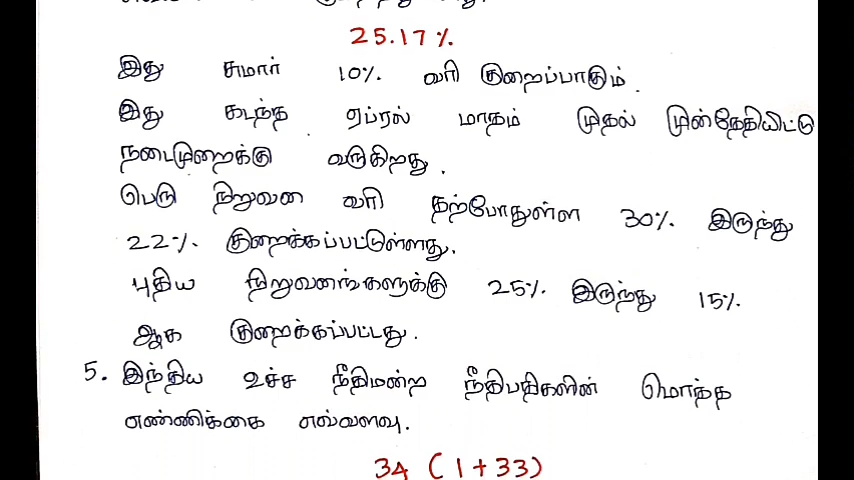 25.17%
இது சுமார் 10% வரி குறைப்பாகும்.
இது கடந்த ஏப்ரல் மாதம் முதல் முன்தேதியிட்டு
நடைமுறைக்கு வருகிறது.
பெரு நிறுவன வரி தற்போதுள்ள 30% இருந்து
22% குறைக்கப்பட்டுள்ளது.
புதிய நிறுவனங்களுக்கு 25% இருந்து 15%
ஆக குறைக்கப்பட்டது.
5. இந்திய உச்ச நீதிமன்ற நீதிபதிகளின் மொத்த
எண்ணிக்கை எவ்வளவு.
34 (1+33)